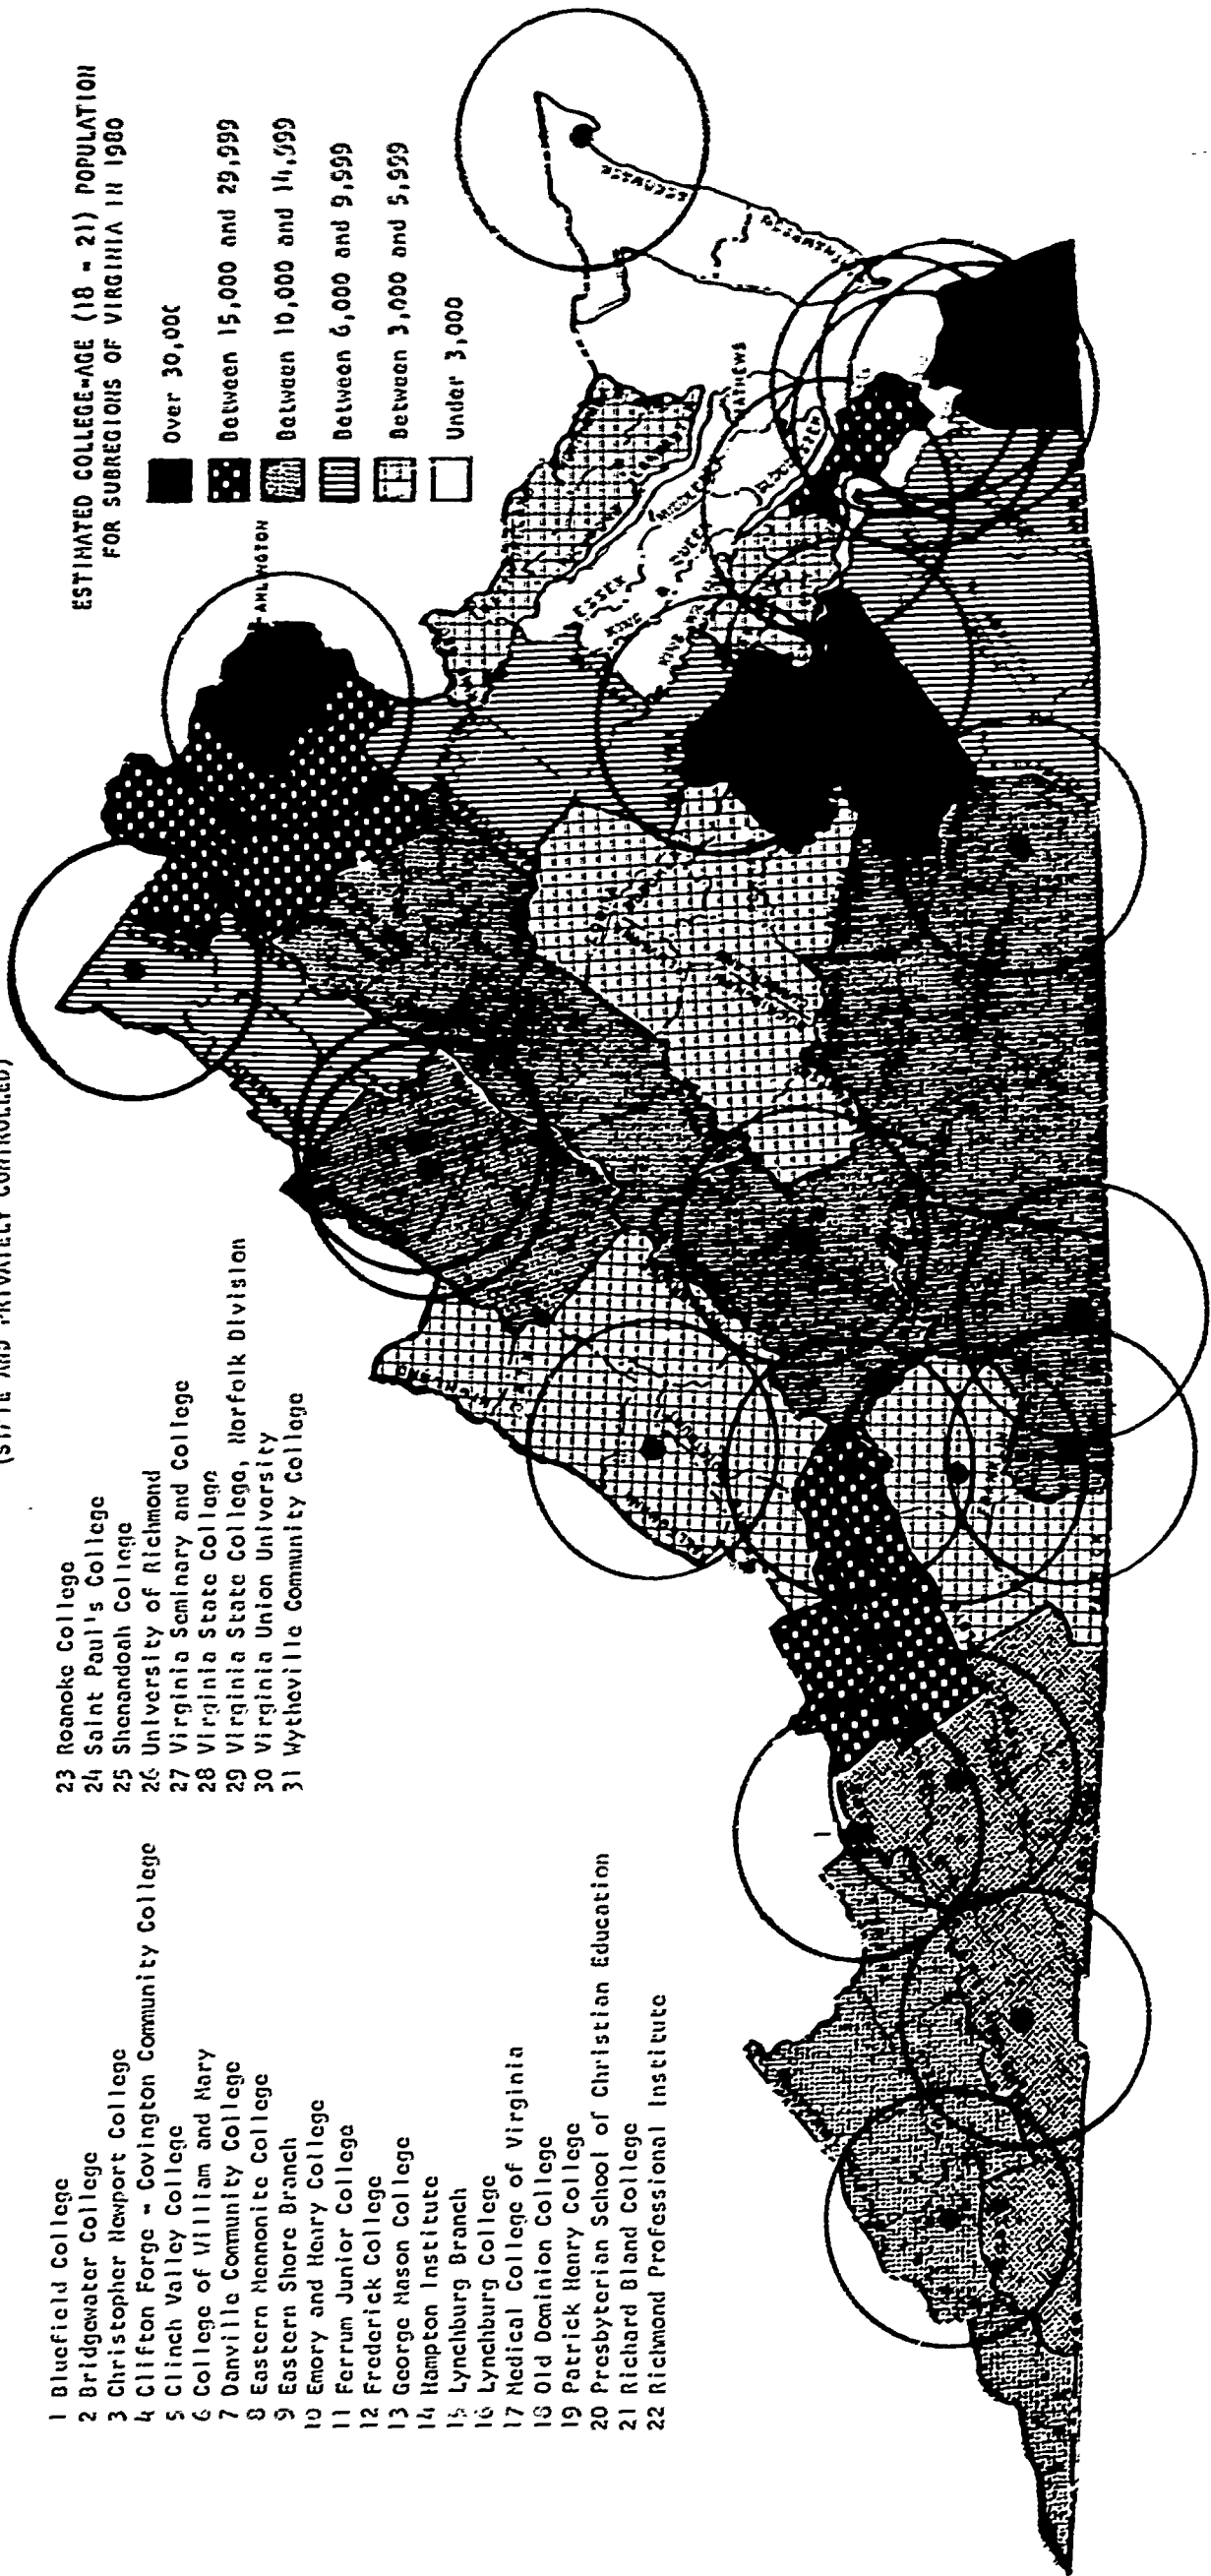 (STATE AND PRIVATELY CONTROLLED)
ESTIMATED COLLEGE-AGE (18 - 21) POPULATION
FOR SUBREGIONS OF VIRGINIA IN 1980
Over 30,000
Between 15,000 and 29,999
Between 10,000 and 14,999
Between 6,000 and 9,999
Between 3,000 and 5,999
Under 3,000
1 Bluefield College
2 Bridgewater College
3 Christopher Newport College
4 Clifton Forge - Covington Community College
5 Clinch Valley College
6 College of William and Mary
7 Danville Community College
8 Eastern Mennonite College
9 Eastern Shore Branch
10 Emory and Henry College
11 Ferrum Junior College
12 Frederick College
13 George Mason College
14 Hampton Institute
15 Lynchburg Branch
16 Lynchburg College
17 Medical College of Virginia
18 Old Dominion College
19 Patrick Henry College
20 Presbyterian School of Christian Education
21 Richard Bland College
22 Richmond Professional Institute
23 Roanoke College
24 Saint Paul's College
25 Shenandoah College
26 University of Richmond
27 Virginia Seminary and College
28 Virginia State College
29 Virginia State College, Norfolk Division
30 Virginia Union University
31 Wytheville Community College
ARLINGTON
ESSEX
KING
QUEEN
MIDDLESEX
MATHEWS
GLOUCESTER
ACCOMACK
HIGHLAND
1